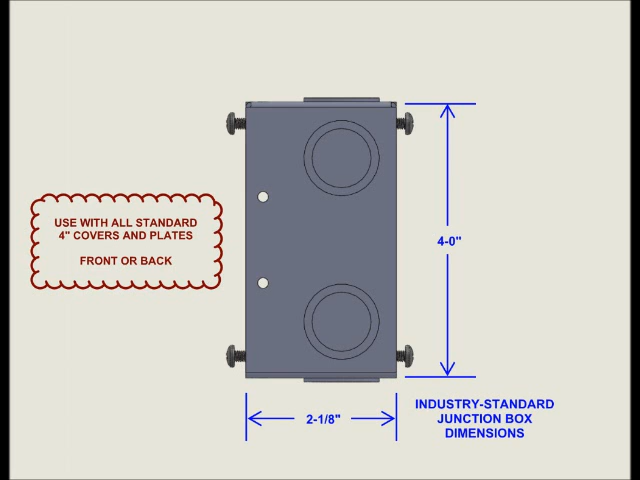 USE WITH ALL STANDARD
4" COVERS AND PLATES
FRONT OR BACK
4-0"
2-1/8"
INDUSTRY-STANDARD
JUNCTION BOX
DIMENSIONS